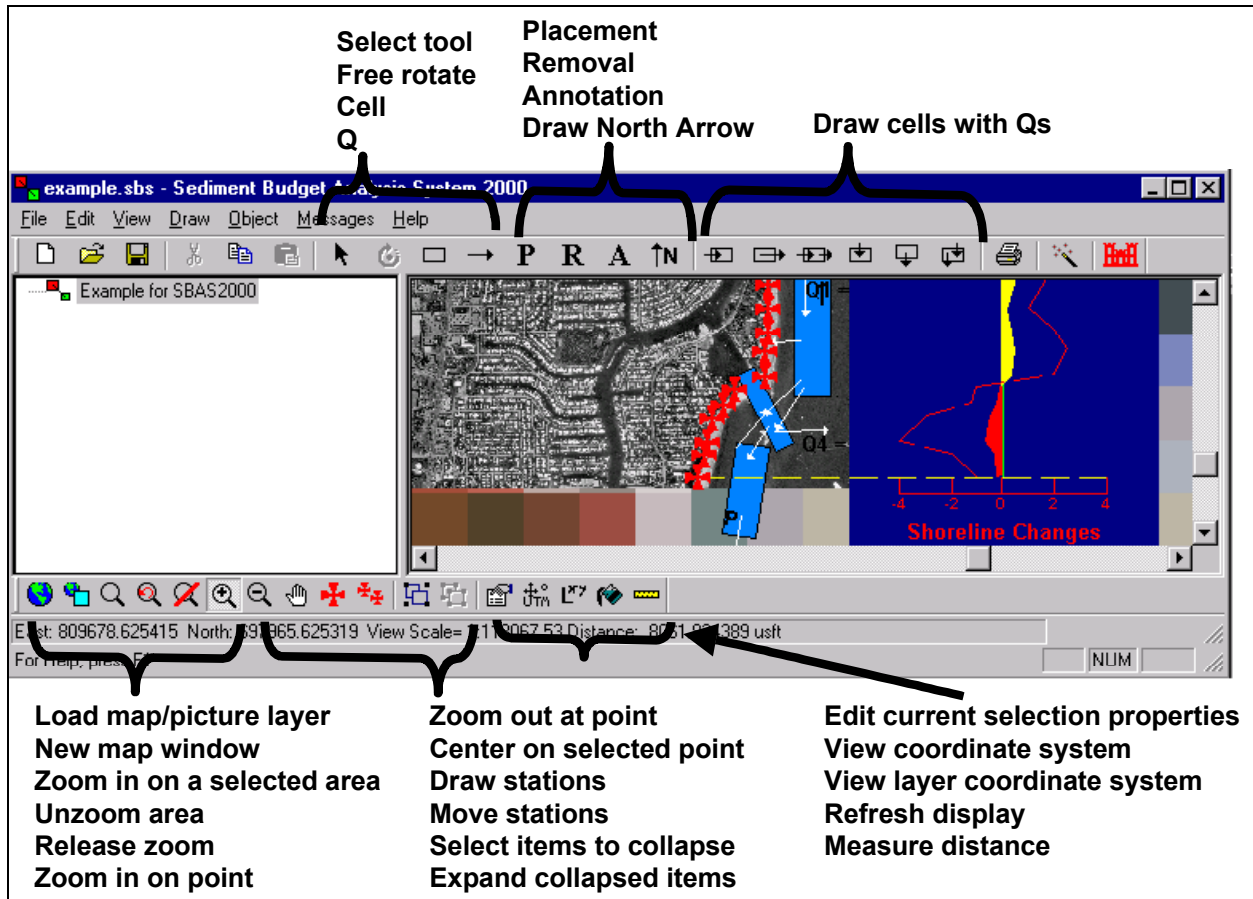 Select tool
Free rotate
Cell
Q
Placement
Removal
Annotation
Draw North Arrow
Draw cells with Qs
example.sbs - Sediment Budget Analysis System 2000
File Edit View Draw Object Messages Help
P R A N
Example for SBAS2000
Q1 =
Q4 =
P
-4 -2 0 2 4
Shoreline Changes
UTM
East: 809678.625415 North: View Scale= Distance: usft
For Help, press
NUM
Load map/picture layer
New map window
Zoom in on a selected area
Unzoom area
Release zoom
Zoom in on point
Zoom out at point
Center on selected point
Draw stations
Move stations
Select items to collapse
Expand collapsed items
Edit current selection properties
View coordinate system
View layer coordinate system
Refresh display
Measure distance